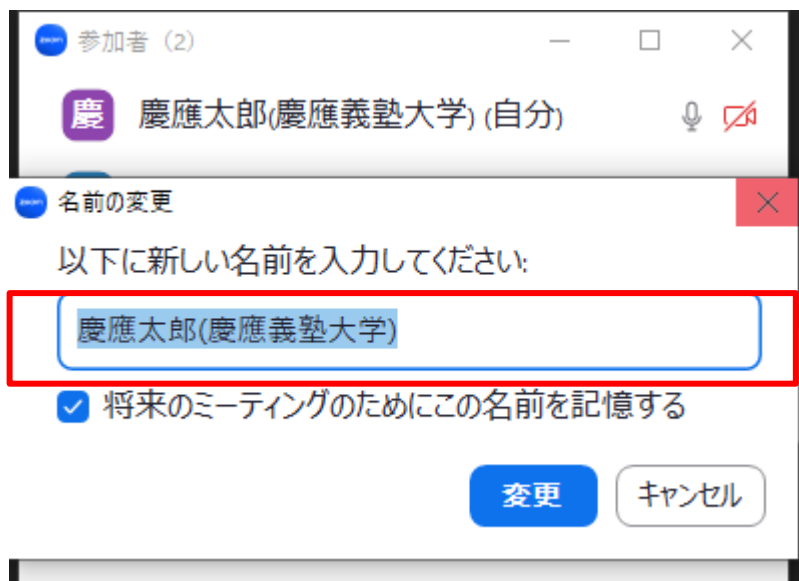 zoom 参加者 (2)
慶 慶應太郎(慶應義塾大学) (自分)
zoom 名前の変更
以下に新しい名前を入力してください:
慶應太郎(慶應義塾大学)
将来のミーティングのためにこの名前を記憶する
変更 キャンセル